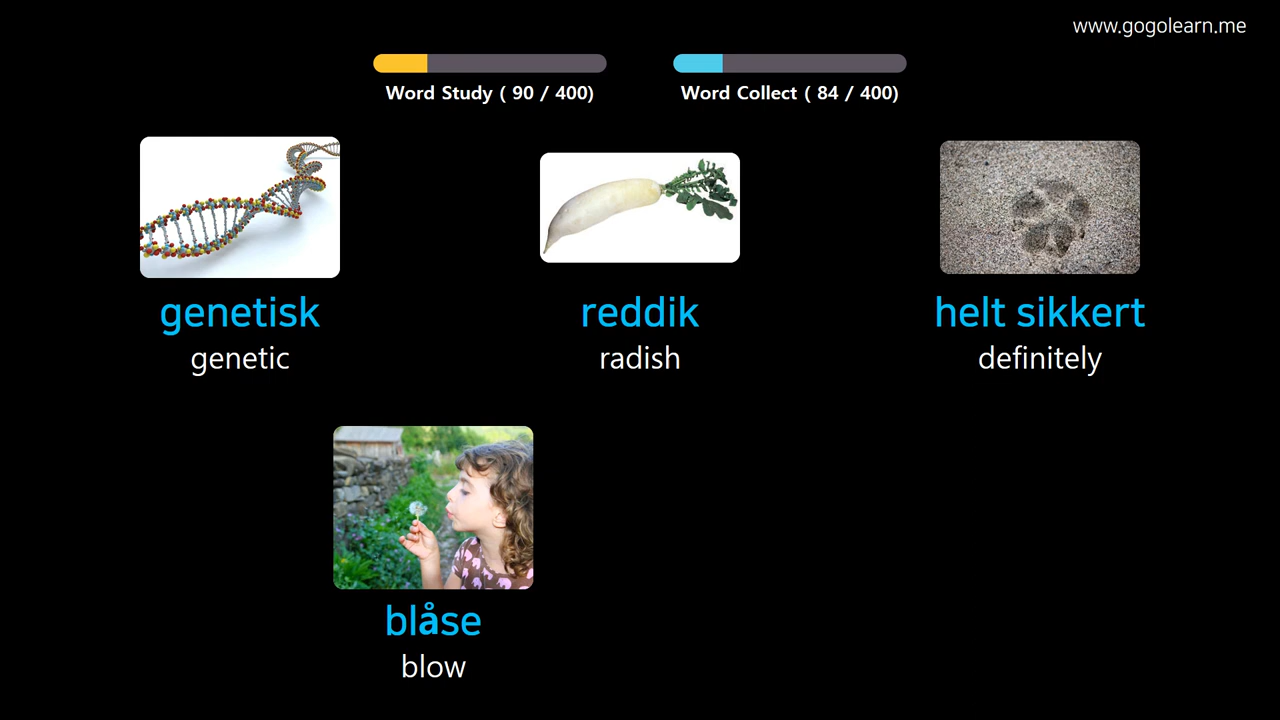 www.gogolearn.me
Word Study ( 90 / 400)
Word Collect ( 84 / 400)
genetisk
genetic
reddik
radish
helt sikkert
definitely
blåse
blow